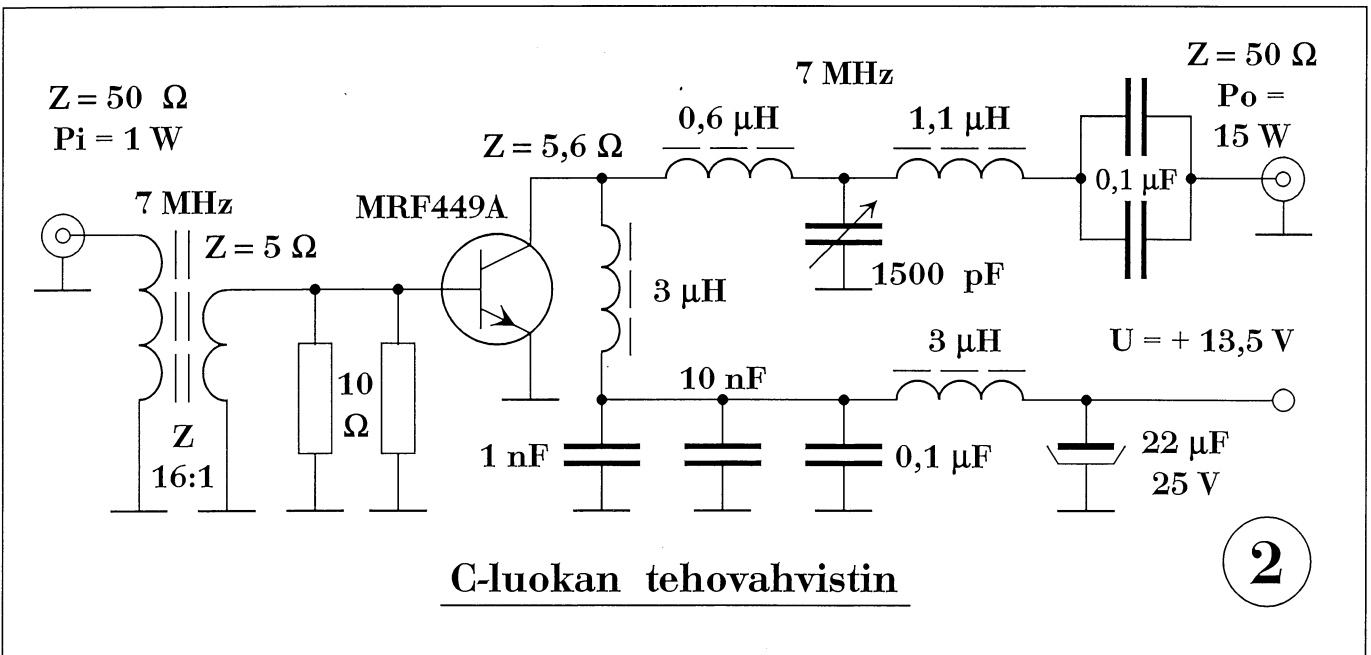 Z = 50 Ω
Pi = 1 W
7 MHz
Z = 5 Ω
Z
16:1
10
Ω
MRF449A
Z = 5,6 Ω
0,6 µH
7 MHz
1,1 µH
Z = 50 Ω
Po =
15 W
0,1 µF
1500 pF
3 µH
3 µH
U = + 13,5 V
10 nF
1 nF
0,1 µF
22 µF
25 V
C-luokan tehovahvistin
2